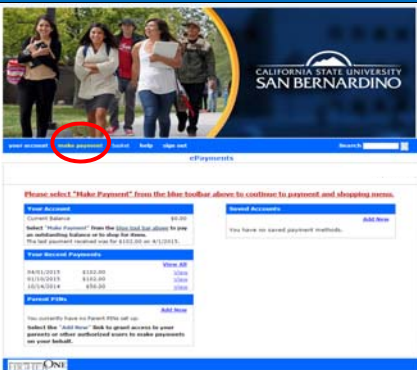 CALIFORNIA STATE UNIVERSITY
SAN BERNARDINO
your account make payment basket help sign out Search
ePayments
Please select "Make Payment" from the blue toolbar above to continue to payment and shopping menu.
Your Account
Current Balance $0.00
Select "Make Payment" from the blue tool bar above to pay
an outstanding balance or to shop for items.
The last payment received was for $102.00 on 4/1/2015.
Saved Accounts
Add New
You have no saved payment methods.
Your Recent Payments
View All
04/01/2015 $102.00 View
01/10/2015 $102.00 View
10/14/2014 $50.00 View
Parent PINs
Add New
You currently have no Parent PINs set up.
Select the "Add New" link to grant access to your
parents or other authorized users to make payments
on your behalf.
HIGHER ONE